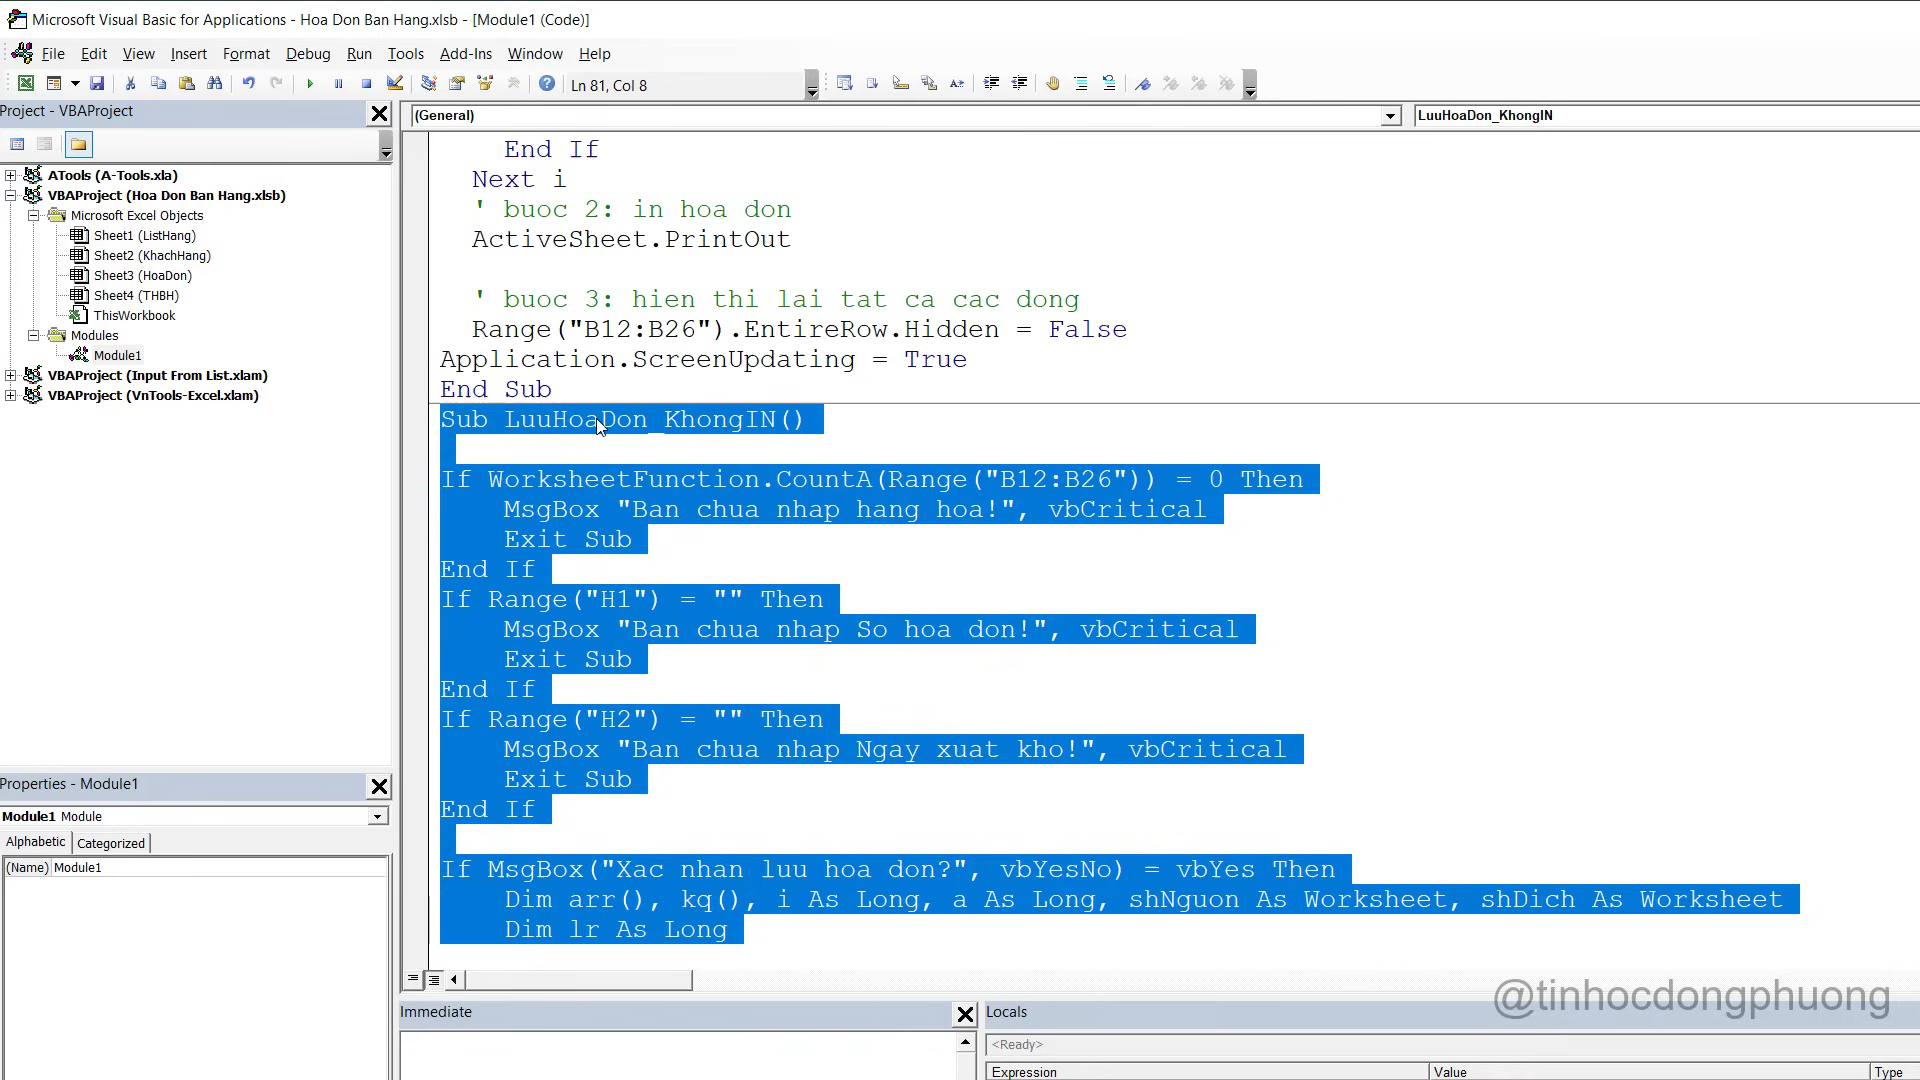 Microsoft Visual Basic for Applications - Hoa Don Ban Hang.xlsb - [Module1 (Code)]
File Edit View Insert Format Debug Run Tools Add-Ins Window Help
Ln 81, Col 8
Project - VBAProject
(General)
LuuHoaDon_KhongIN
ATools (A-Tools.xla)
VBAProject (Hoa Don Ban Hang.xlsb)
Microsoft Excel Objects
Sheet1 (ListHang)
Sheet2 (KhachHang)
Sheet3 (HoaDon)
Sheet4 (THBH)
ThisWorkbook
Modules
Module1
VBAProject (Input From List.xlam)
VBAProject (VnTools-Excel.xlam)
Properties - Module1
Module1 Module
Alphabetic Categorized
(Name) Module1
End If
Next i
' buoc 2: in hoa don
ActiveSheet.PrintOut
' buoc 3: hien thi lai tat ca cac dong
Range("B12:B26").EntireRow.Hidden = False
Application.ScreenUpdating = True
End Sub
Sub LuuHoaDon_KhongIN()
If WorksheetFunction.CountA(Range("B12:B26")) = 0 Then
MsgBox "Ban chua nhap hang hoa!", vbCritical
Exit Sub
End If
If Range("H1") = "" Then
MsgBox "Ban chua nhap So hoa don!", vbCritical
Exit Sub
End If
If Range("H2") = "" Then
MsgBox "Ban chua nhap Ngay xuat kho!", vbCritical
Exit Sub
End If
If MsgBox("Xac nhan luu hoa don?", vbYesNo) = vbYes Then
Dim arr(), kq(), i As Long, a As Long, shNguon As Worksheet, shDich As Worksheet
Dim lr As Long
@tinhocdongphuong
Immediate
Locals
<Ready>
Expression Value Type